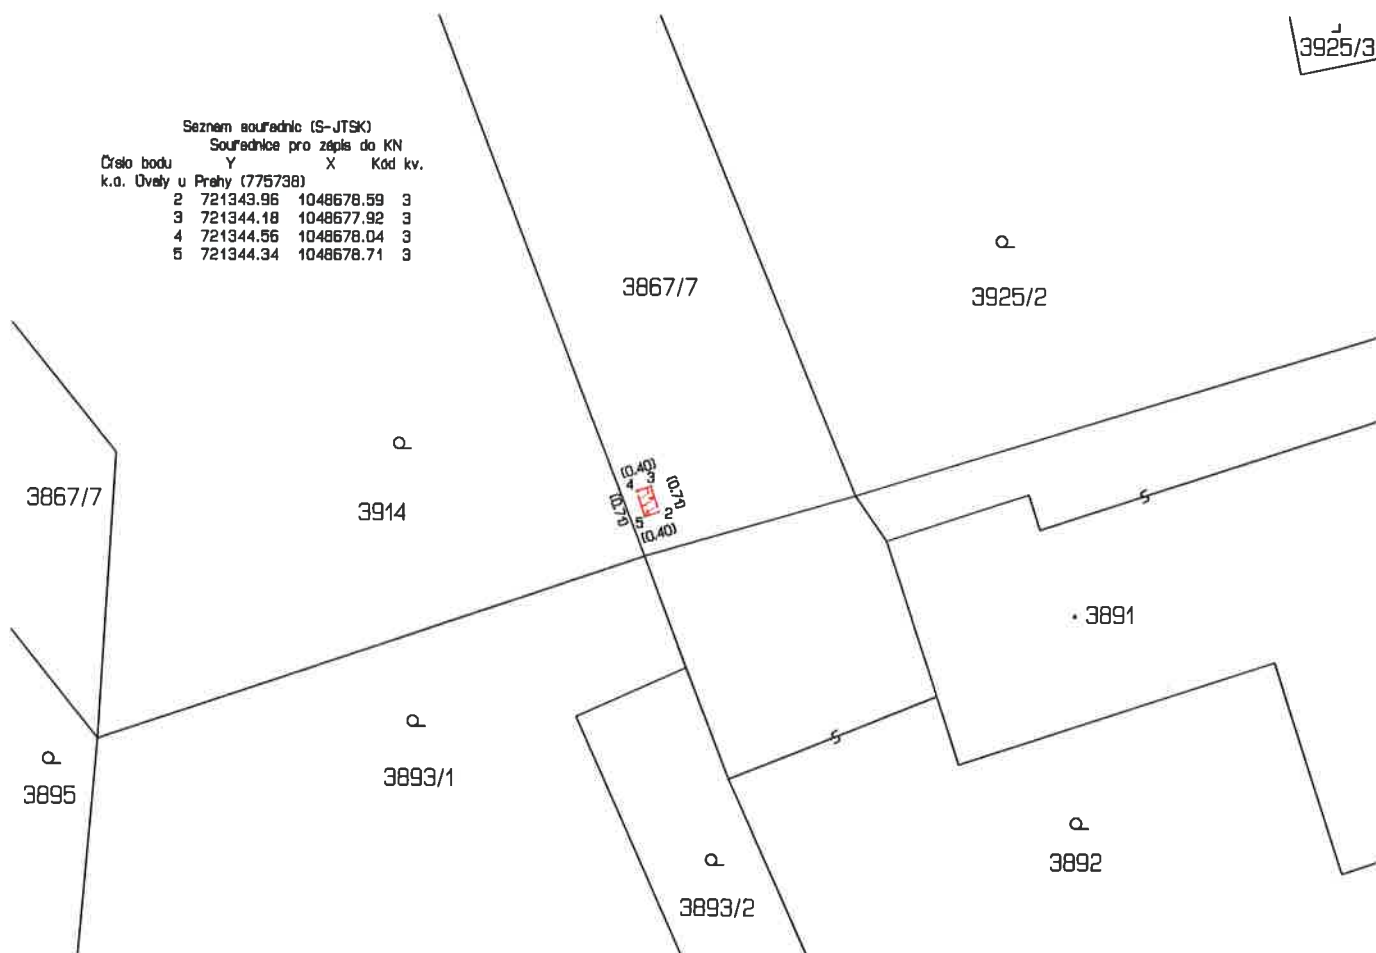 3925/3
Seznam souřadnic (S-JTSK)
Souřadnice pro zápis do KN
Číslo bodu Y X Kód kv.
k.ú. Úvaly u Prahy (775738)
2 721343.96 1048678.59 3
3 721344.18 1048677.92 3
4 721344.56 1048678.04 3
5 721344.34 1048678.71 3
3867/7
3925/2
(0.40)
4 3
(0.71)
3867/7
3914
(0.71)
5 2
(0.40)
3891
3893/1
3895
3892
3893/2